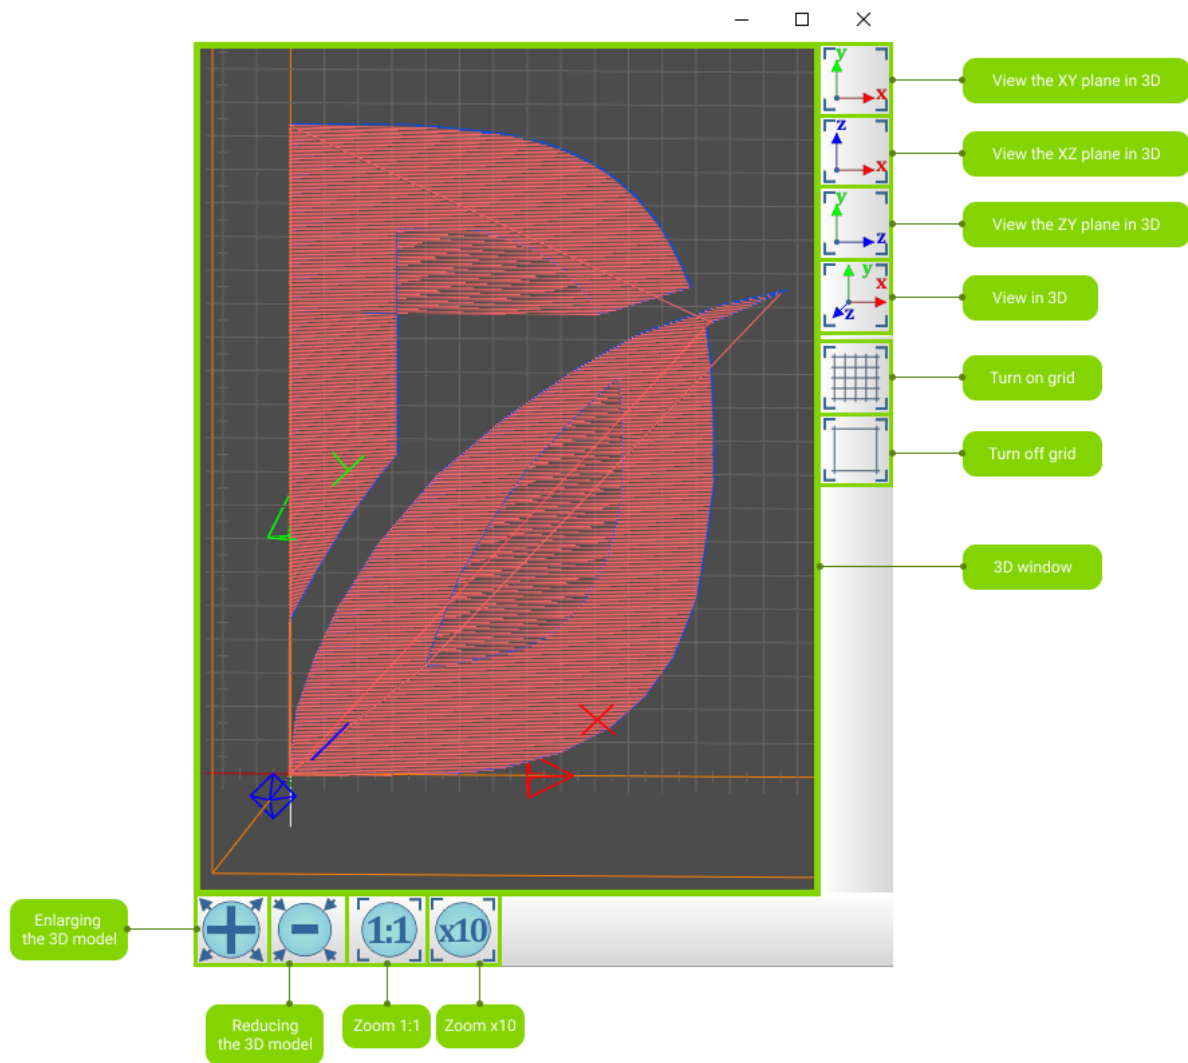 y
x
View the XY plane in 3D
z
x
View the XZ plane in 3D
y
z
View the ZY plane in 3D
y
x
z
View in 3D
Turn on grid
Turn off grid
Y
3D window
X
Enlarging
the 3D model
1:1
x10
Reducing
the 3D model
Zoom 1:1
Zoom x10